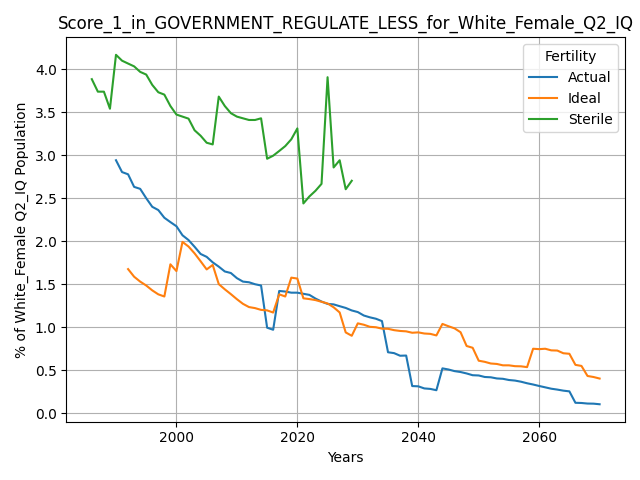 Score_1_in_GOVERNMENT_REGULATE_LESS_for_White_Female_Q2_IQ
Fertility
Actual
Ideal
Sterile
% of White_Female Q2_IQ Population
4.0
3.5
3.0
2.5
2.0
1.5
1.0
0.5
0.0
2000 2020 2040 2060
Years